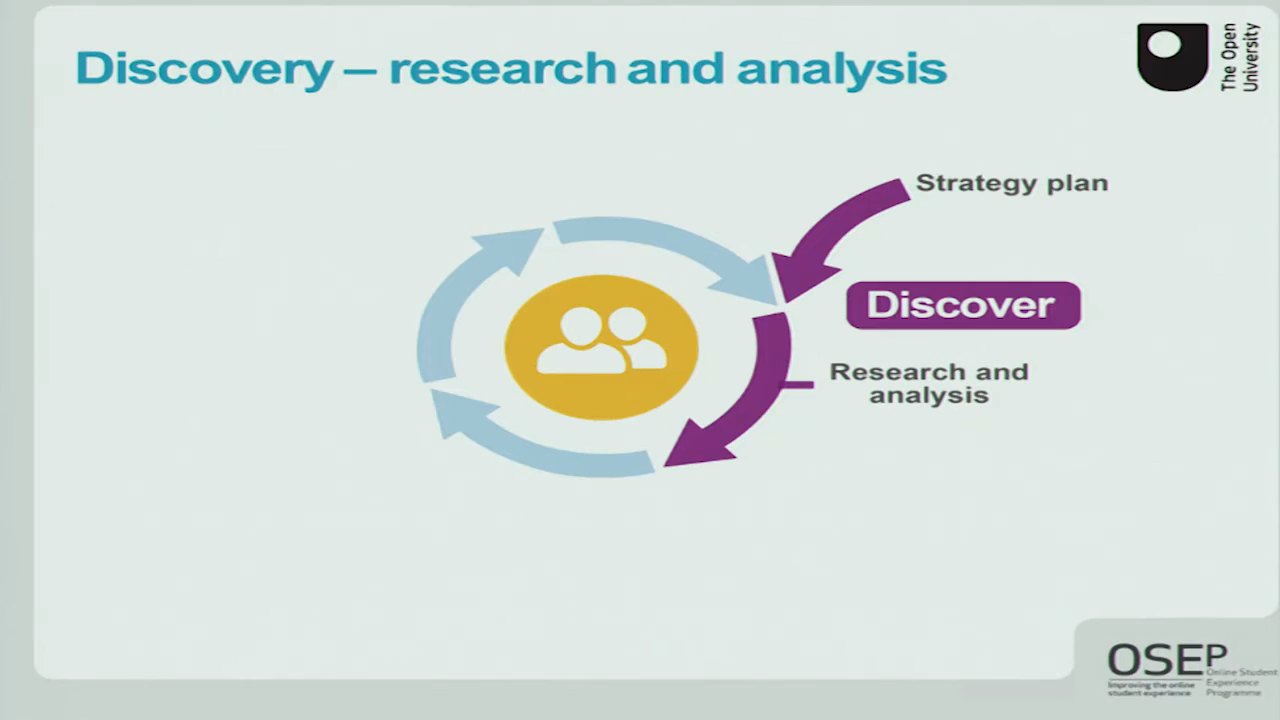 Discovery – research and analysis
The Open
University
Strategy plan
Discover
Research and
analysis
OSEP
Improving the online
student experience
Online Student
Experience
Programme